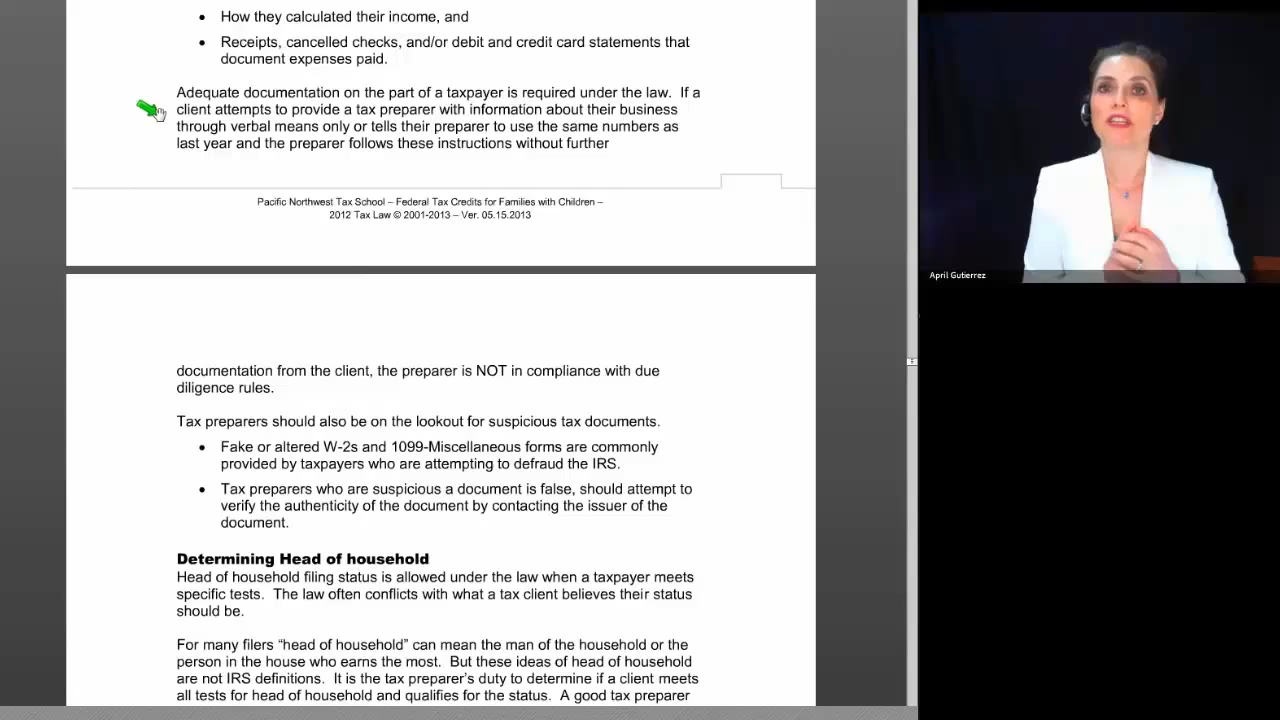 • How they calculated their income, and
• Receipts, cancelled checks, and/or debit and credit card statements that
document expenses paid.
Adequate documentation on the part of a taxpayer is required under the law. If a
client attempts to provide a tax preparer with information about their business
through verbal means only or tells their preparer to use the same numbers as
last year and the preparer follows these instructions without further
Pacific Northwest Tax School – Federal Tax Credits for Families with Children –
2012 Tax Law © 2001-2013 – Ver. 05.15.2013
documentation from the client, the preparer is NOT in compliance with due
diligence rules.
Tax preparers should also be on the lookout for suspicious tax documents.
• Fake or altered W-2s and 1099-Miscellaneous forms are commonly
provided by taxpayers who are attempting to defraud the IRS.
• Tax preparers who are suspicious a document is false, should attempt to
verify the authenticity of the document by contacting the issuer of the
document.
Determining Head of household
Head of household filing status is allowed under the law when a taxpayer meets
specific tests. The law often conflicts with what a tax client believes their status
should be.
For many filers “head of household” can mean the man of the household or the
person in the house who earns the most. But these ideas of head of household
are not IRS definitions. It is the tax preparer's duty to determine if a client meets
all tests for head of household and qualifies for the status. A good tax preparer
April Gutierrez